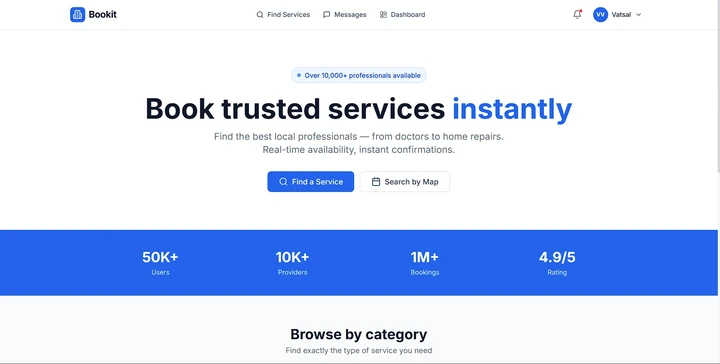 Bookit
Find Services
Messages
Dashboard
VV
Vatsal
Over 10,000+ professionals available
Book trusted services instantly
Find the best local professionals — from doctors to home repairs.
Real-time availability, instant confirmations.
Find a Service
Search by Map
50K+
Users
10K+
Providers
1M+
Bookings
4.9/5
Rating
Browse by category
Find exactly the type of service you need